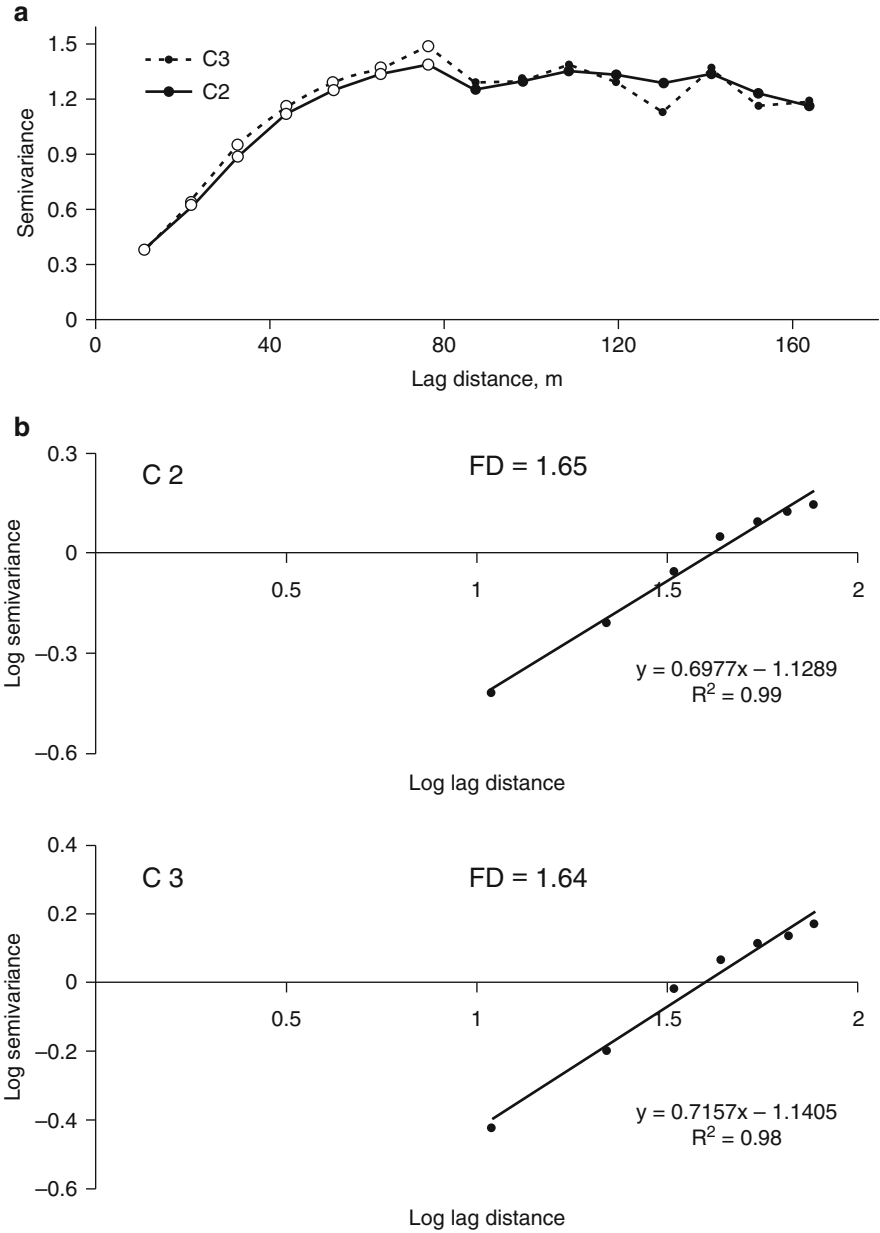 a
1.5
1.2
0.9
0.6
0.3
0
Semivariance
C3
C2
0 40 80 120 160
Lag distance, m
b
0.3
0
–0.3
–0.6
Log semivariance
C 2
FD = 1.65
0.5 1 1.5 2
y = 0.6977x – 1.1289
R² = 0.99
Log lag distance
0.4
0.2
0
–0.2
–0.4
–0.6
Log semivariance
C 3
FD = 1.64
0.5 1 1.5 2
y = 0.7157x – 1.1405
R² = 0.98
Log lag distance